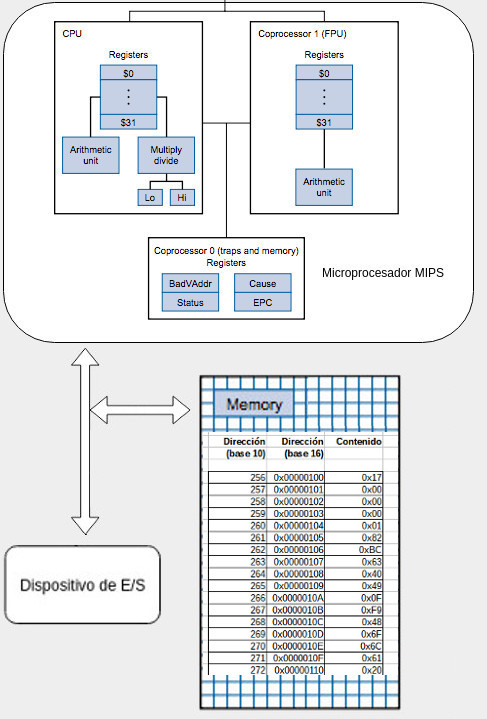 CPU
Registers
$0
$31
Arithmetic
unit
Multiply
divide
Lo
Hi
Coprocessor 1 (FPU)
Registers
$0
$31
Arithmetic
unit
Coprocessor 0 (traps and memory)
Registers
BadVAddr
Cause
Status
EPC
Microprocesador MIPS
Memory
Dirección Dirección Contenido
(base 10) (base 16)
256 0x00000100 0x17
257 0x00000101 0x00
258 0x00000102 0x00
259 0x00000103 0x00
260 0x00000104 0x01
261 0x00000105 0x82
262 0x00000106 0xBC
263 0x00000107 0x63
264 0x00000108 0x40
265 0x00000109 0x49
266 0x0000010A 0x0F
267 0x0000010B 0xF9
268 0x0000010C 0x48
269 0x0000010D 0x6F
270 0x0000010E 0x6C
271 0x0000010F 0x61
272 0x00000110 0x20
Dispositivo de E/S